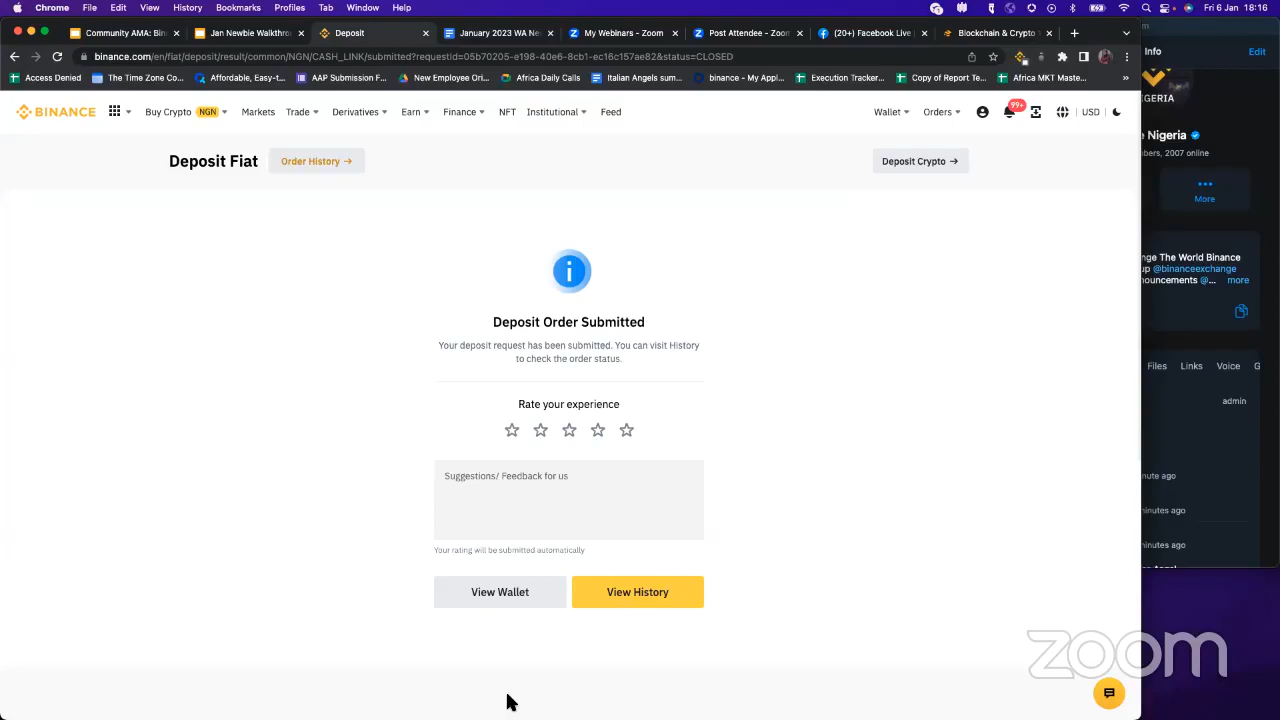 Chrome File Edit View History Bookmarks Profiles Tab Window Help Fri 6 Jan 18:16
Community AMA: Bin Jan Newbie Walkthro Deposit January 2023 WA Ne My Webinars - Zoom Post Attendee - Zoom (20+) Facebook Live Blockchain & Crypto
binance.com/en/fiat/deposit/result/common/NGN/CASH_LINK/submitted?requestId=05b70205-e198-40e6-8cb1-ec16c157ae82&status=CLOSED
Access Denied The Time Zone Co... Affordable, Easy-t... AAP Submission F... New Employee Ori... Africa Daily Calls Italian Angels sum... binance - My Appl... Execution Tracker... Copy of Report Te... Africa MKT Maste... »
Info Edit
BINANCE Buy Crypto NGN Markets Trade Derivatives Earn Finance NFT Institutional Feed Wallet Orders 99+ USD
Deposit Fiat Order History → Deposit Crypto →
Deposit Order Submitted
Your deposit request has been submitted. You can visit History
to check the order status.
Rate your experience
Suggestions/ Feedback for us
Your rating will be submitted automatically
View Wallet View History
GERIA
e Nigeria
bers, 2007 online
More
nge The World Binance
up @binanceexchange
nouncements @... more
Files Links Voice G
admin
nute ago
minutes ago
minutes ago
zoom